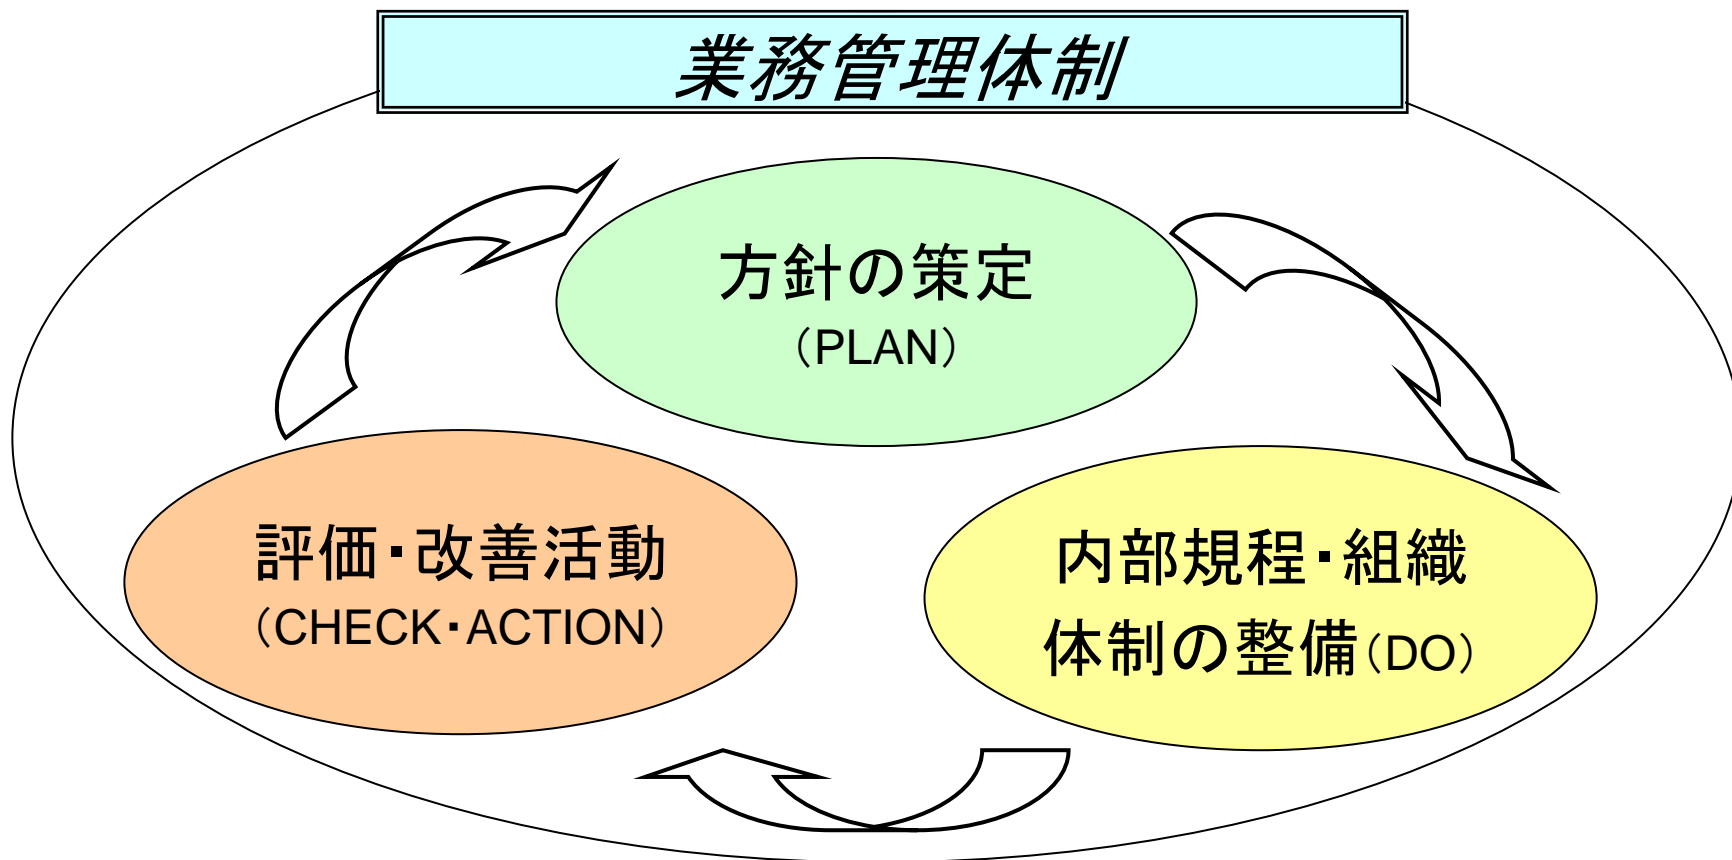 業務管理体制
方針の策定
（PLAN）
評価・改善活動
（CHECK・ACTION）
内部規程・組織
体制の整備（DO）